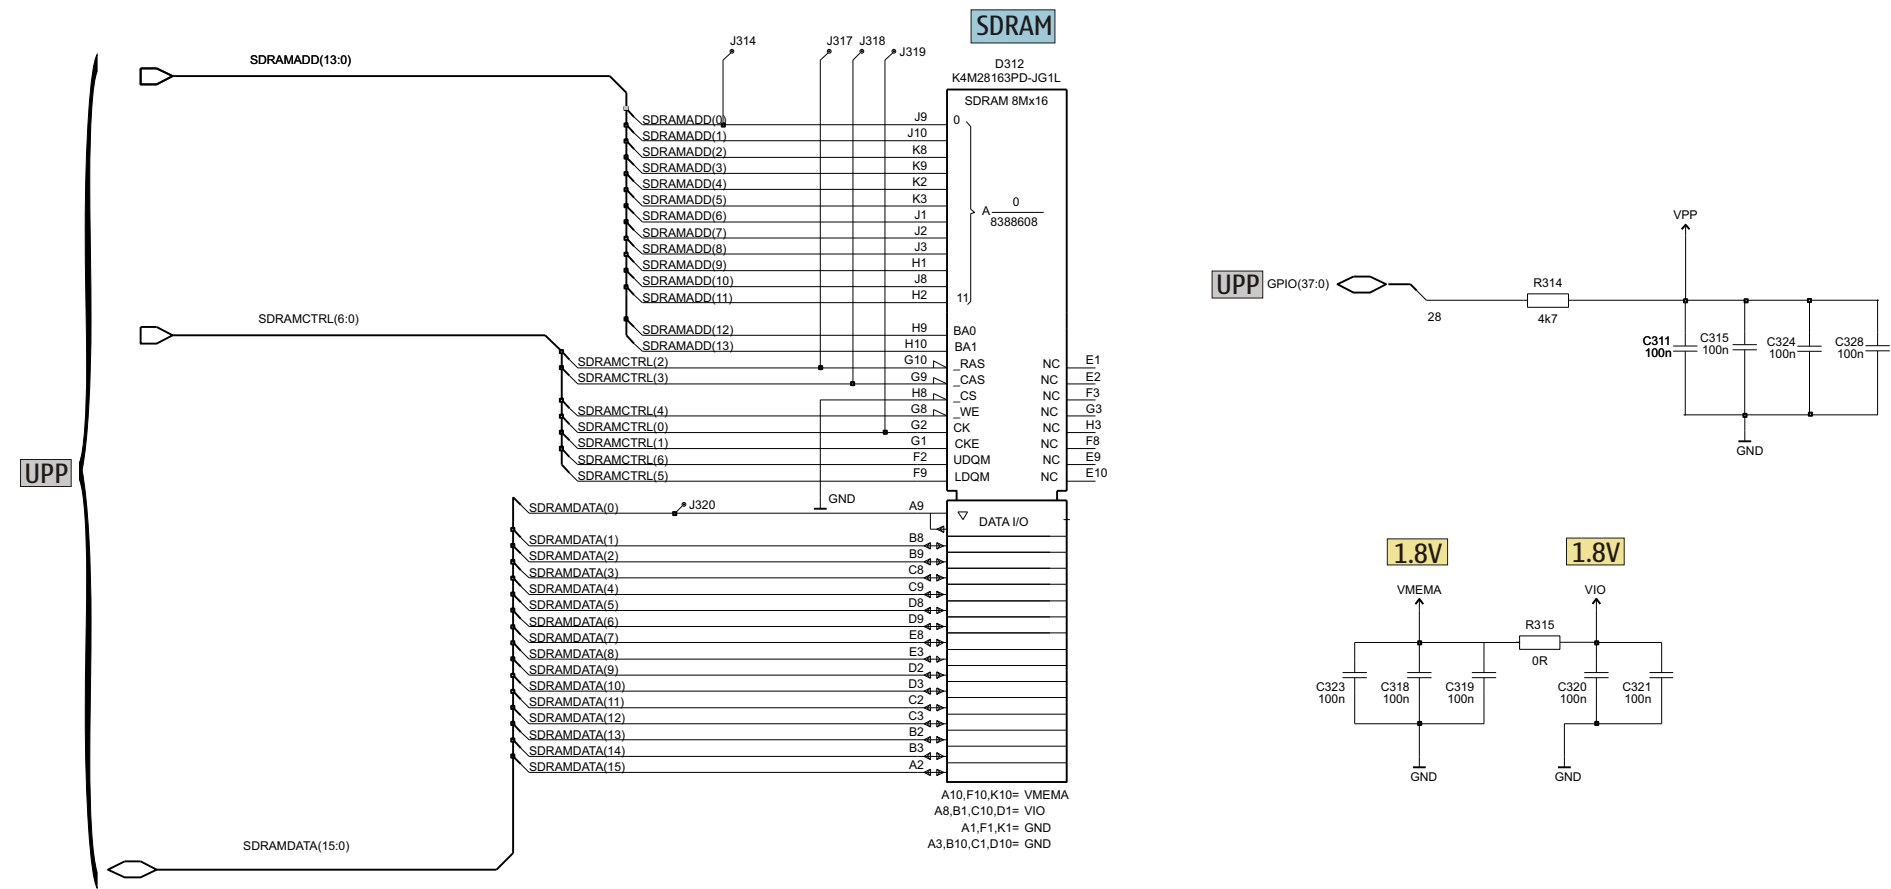 SDRAM
J314
J317
J318
J319
SDRAMADD(13:0)
D312
K4M28163PD-JG1L
SDRAM 8Mx16
SDRAMADD(0) J9 0
SDRAMADD(1) J10
SDRAMADD(2) K8
SDRAMADD(3) K9
SDRAMADD(4) K2
SDRAMADD(5) K3
SDRAMADD(6) J1
SDRAMADD(7) J2
SDRAMADD(8) J3
SDRAMADD(9) H1
SDRAMADD(10) J8
SDRAMADD(11) H2 11
A 0
8388608
SDRAMCTRL(6:0)
SDRAMADD(12) H9 BA0
SDRAMADD(13) H10 BA1
SDRAMCTRL(2) G10 _RAS NC E1
SDRAMCTRL(3) G9 _CAS NC E2
H8 _CS NC F3
SDRAMCTRL(4) G8 _WE NC G3
SDRAMCTRL(0) G2 CK NC H3
SDRAMCTRL(1) G1 CKE NC F8
SDRAMCTRL(6) F2 UDQM NC E9
SDRAMCTRL(5) F9 LDQM NC E10
UPP
GND
SDRAMDATA(0) J320 A9
DATA I/O
SDRAMDATA(1) B8
SDRAMDATA(2) B9
SDRAMDATA(3) C8
SDRAMDATA(4) C9
SDRAMDATA(5) D8
SDRAMDATA(6) D9
SDRAMDATA(7) E8
SDRAMDATA(8) E3
SDRAMDATA(9) D2
SDRAMDATA(10) D3
SDRAMDATA(11) C2
SDRAMDATA(12) C3
SDRAMDATA(13) B2
SDRAMDATA(14) B3
SDRAMDATA(15) A2
A10,F10,K10= VMEMA
A8,B1,C10,D1= VIO
A1,F1,K1= GND
A3,B10,C1,D10= GND
SDRAMDATA(15:0)
VPP
UPP GPIO(37:0)
28
R314
4k7
C311
100n
C315
100n
C324
100n
C328
100n
GND
1.8V
1.8V
VMEMA
VIO
R315
0R
C323
100n
C318
100n
C319
100n
C320
100n
C321
100n
GND
GND